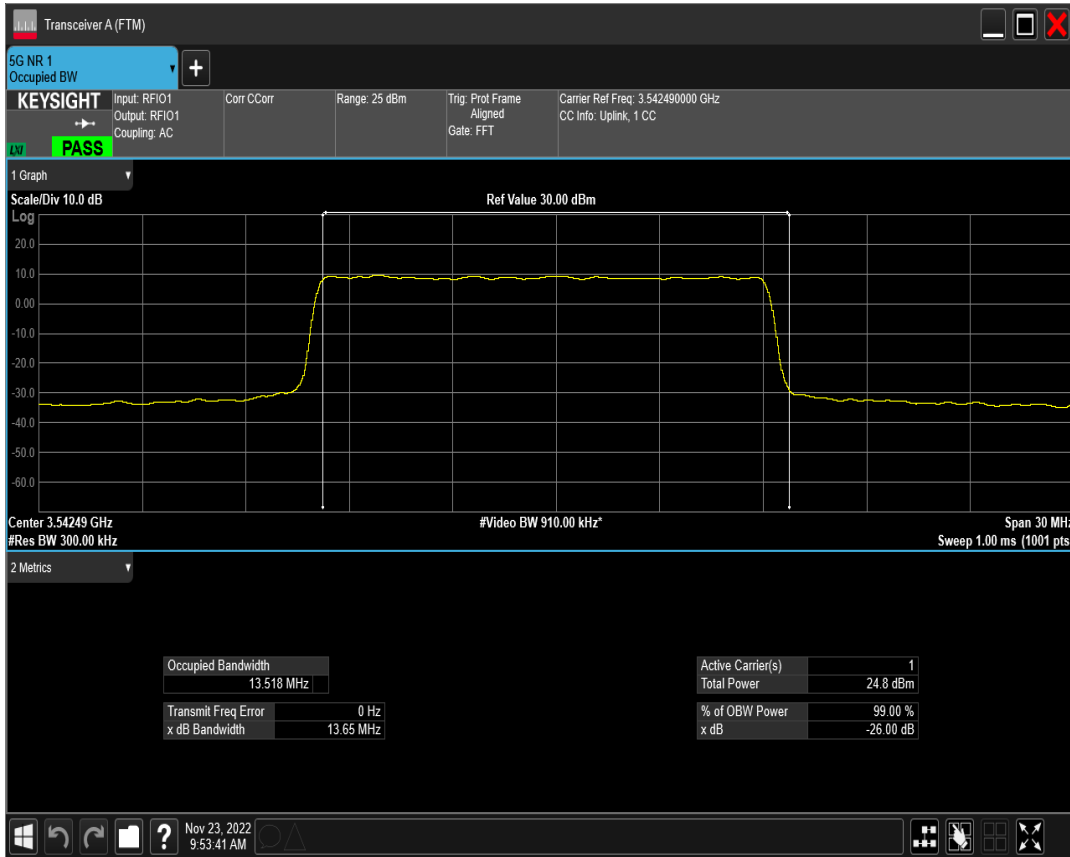 Transceiver A (FTM)
5G NR 1
Occupied BW
+
KEYSIGHT
Input: RFIO1
Output: RFIO1
Coupling: AC
Corr CCorr
Range: 25 dBm
Trig: Prot Frame
Aligned
Gate: FFT
Carrier Ref Freq: 3.542490000 GHz
CC Info: Uplink, 1 CC
LXI
PASS
1 Graph
Scale/Div 10.0 dB
Ref Value 30.00 dBm
Log
20.0
10.0
0.00
-10.0
-20.0
-30.0
-40.0
-50.0
-60.0
Center 3.54249 GHz
#Video BW 910.00 kHz*
Span 30 MHz
#Res BW 300.00 kHz
Sweep 1.00 ms (1001 pts
2 Metrics
Occupied Bandwidth
13.518 MHz
Transmit Freq Error 0 Hz
x dB Bandwidth 13.65 MHz
Active Carrier(s) 1
Total Power 24.8 dBm
% of OBW Power 99.00 %
x dB -26.00 dB
?
Nov 23, 2022
9:53:41 AM